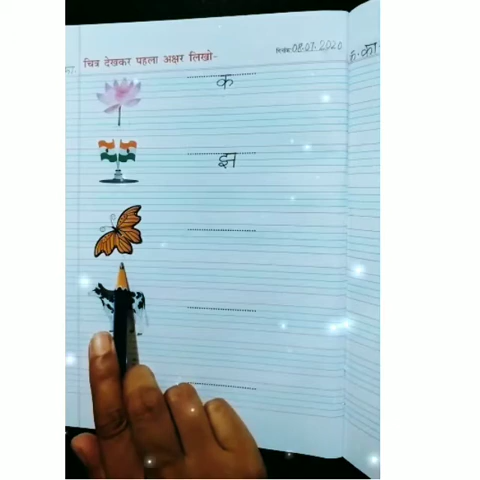 चित्र देखकर पहला अक्षर लिखो-
दिनांक: 08.07.2020
क
झ